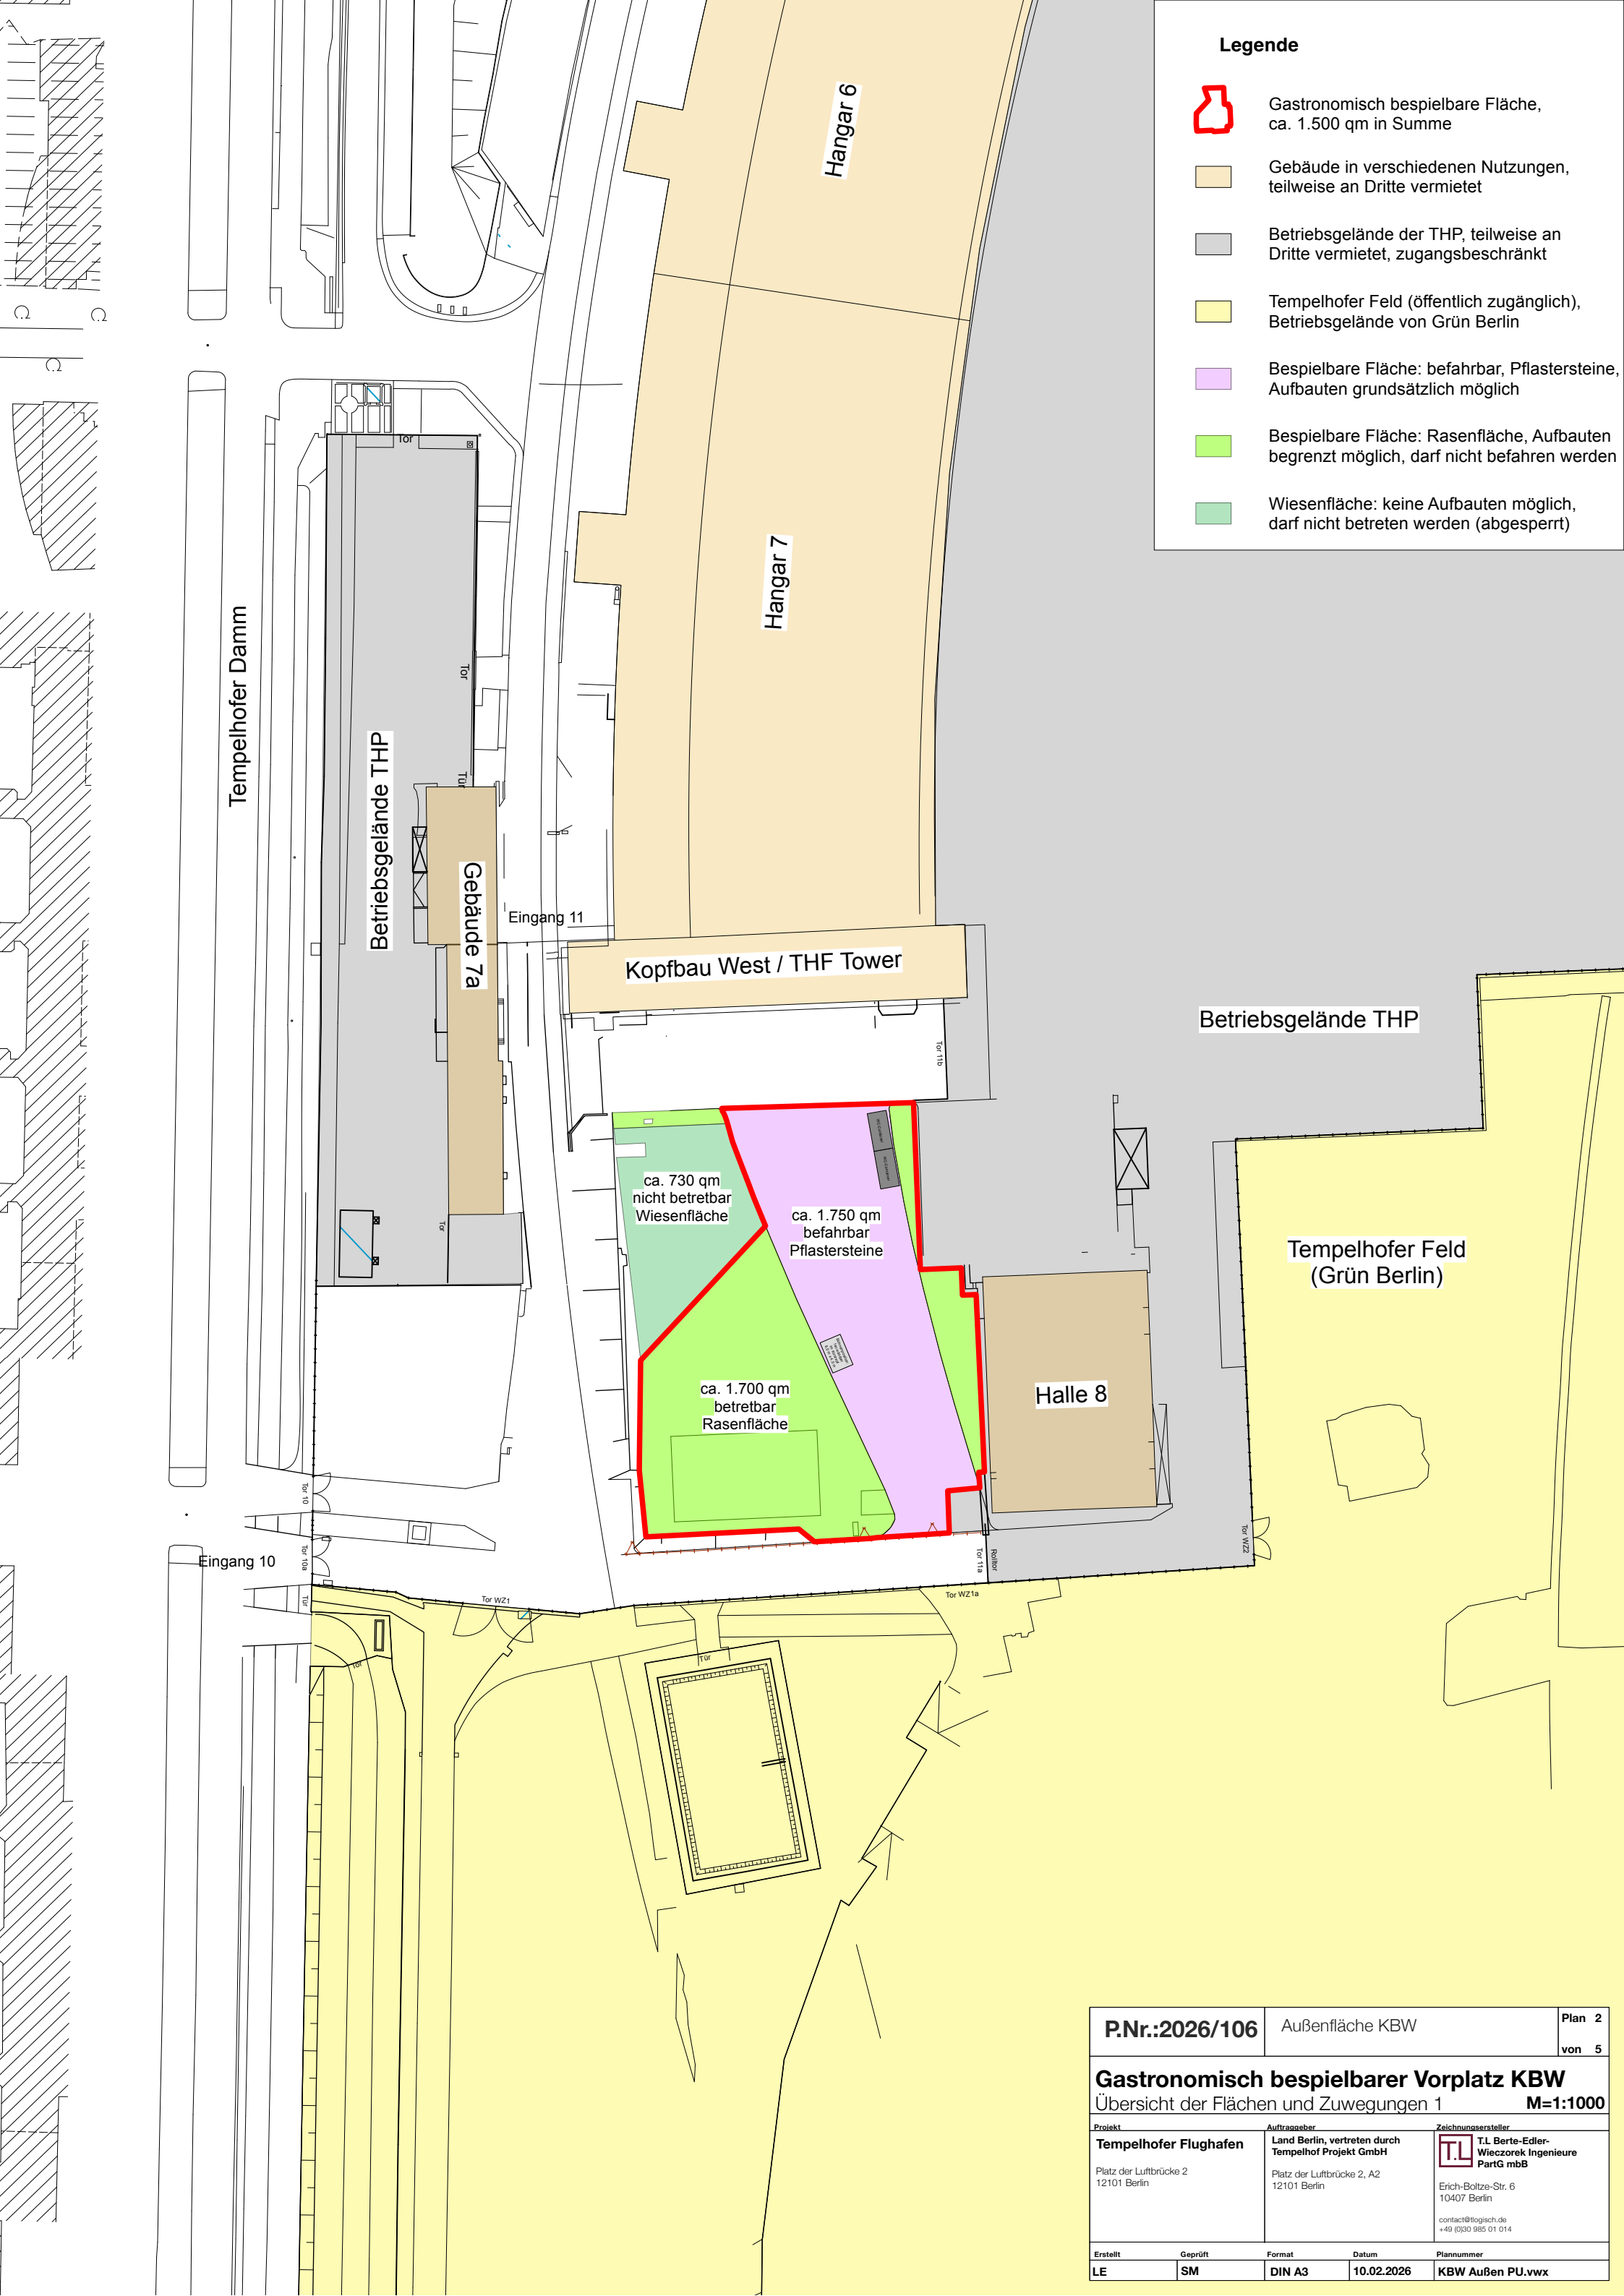 Legende
Gastronomisch bespielbare Fläche,
ca. 1.500 qm in Summe
Gebäude in verschiedenen Nutzungen,
teilweise an Dritte vermietet
Betriebsgelände der THP, teilweise an
Dritte vermietet, zugangsbeschränkt
Tempelhofer Feld (öffentlich zugänglich),
Betriebsgelände von Grün Berlin
Bespielbare Fläche: befahrbar, Pflastersteine,
Aufbauten grundsätzlich möglich
Bespielbare Fläche: Rasenfläche, Aufbauten
begrenzt möglich, darf nicht befahren werden
Wiesenfläche: keine Aufbauten möglich,
darf nicht betreten werden (abgesperrt)
Hangar 6
Hangar 7
Tor
Tor
Tür
Tempelhofer Damm
Betriebsgelände THP
Gebäude 7a
Eingang 11
Kopfbau West / THF Tower
Betriebsgelände THP
Tor 11b
ca. 730 qm
nicht betretbar
Wiesenfläche
ca. 1.750 qm
befahrbar
Pflastersteine
Tor
Tempelhofer Feld
(Grün Berlin)
ca. 1.700 qm
betretbar
Rasenfläche
Halle 8
Tor 10
Tor 10a
Eingang 10
Tür
Tor WZ1
Tor 11a
Rolltor
Tor WZ1a
Tor WZ2
Tor
Tür
P.Nr.:2026/106
Außenfläche KBW
Plan 2
von 5
Gastronomisch bespielbarer Vorplatz KBW
Übersicht der Flächen und Zuwegungen 1
M=1:1000
Projekt
Tempelhofer Flughafen
Platz der Luftbrücke 2
12101 Berlin
Auftraggeber
Land Berlin, vertreten durch
Tempelhof Projekt GmbH
Platz der Luftbrücke 2, A2
12101 Berlin
Zeichnungsersteller
T.L
T.L Berte-Edler-
Wieczorek Ingenieure
PartG mbB
Erich-Boltze-Str. 6
10407 Berlin
contact@tlogisch.de
+49 (0)30 985 01 014
Erstellt
LE
Geprüft
SM
Format
DIN A3
Datum
10.02.2026
Plannummer
KBW Außen PU.vwx